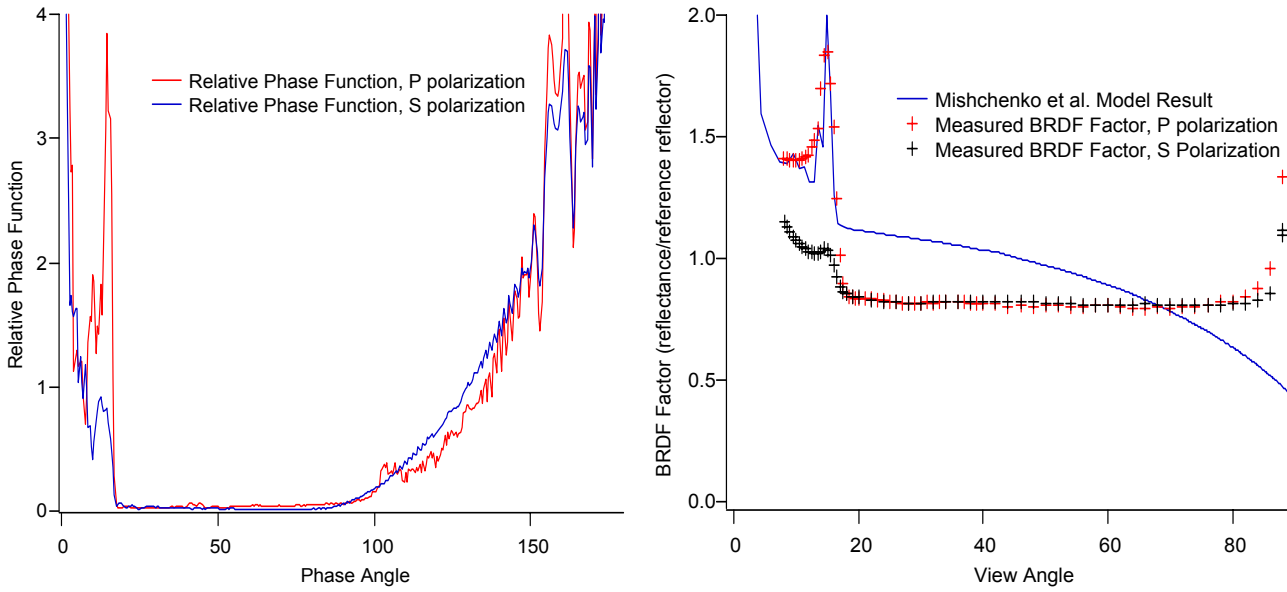 4
3
2
1
0
Relative Phase Function
Relative Phase Function, P polarization
Relative Phase Function, S polarization
0
50
100
150
Phase Angle
2.0
1.5
1.0
0.5
0.0
BRDF Factor (reflectance/reference reflector)
Mishchenko et al. Model Result
Measured BRDF Factor, P polarization
Measured BRDF Factor, S Polarization
0
20
40
60
80
View Angle